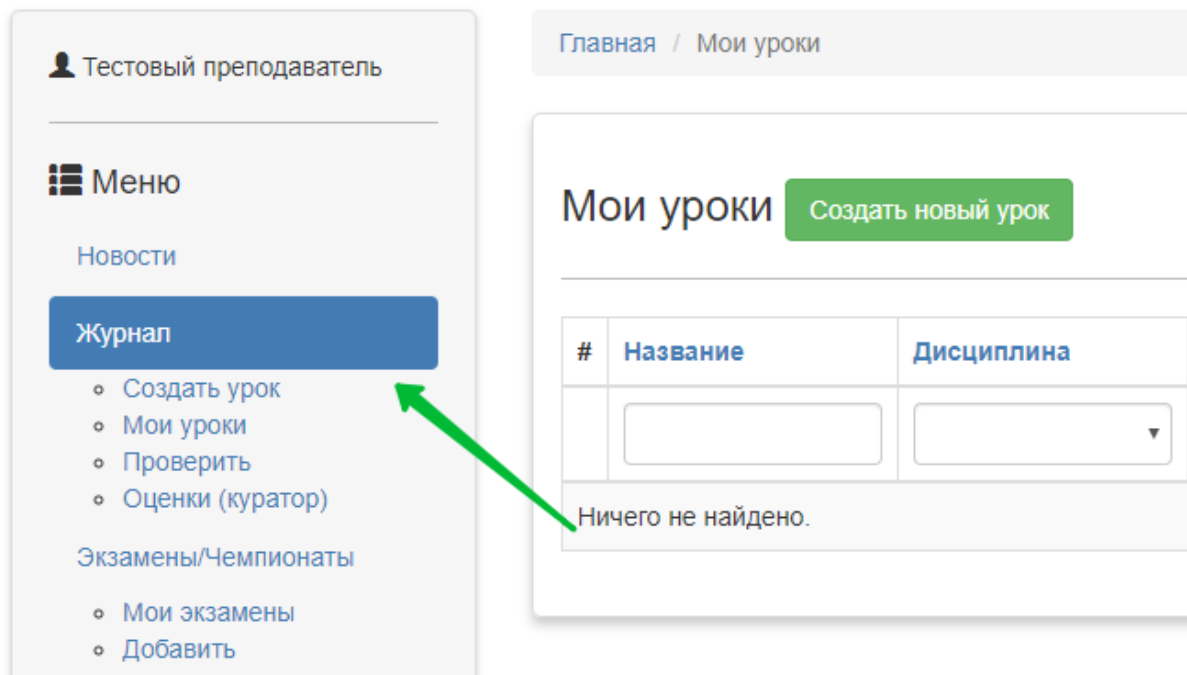 Тестовый преподаватель
Меню
Новости
Журнал
Создать урок
Мои уроки
Проверить
Оценки (куратор)
Экзамены/Чемпионаты
Мои экзамены
Добавить
Главная / Мои уроки
Мои уроки Создать новый урок
# Название Дисциплина
Ничего не найдено.